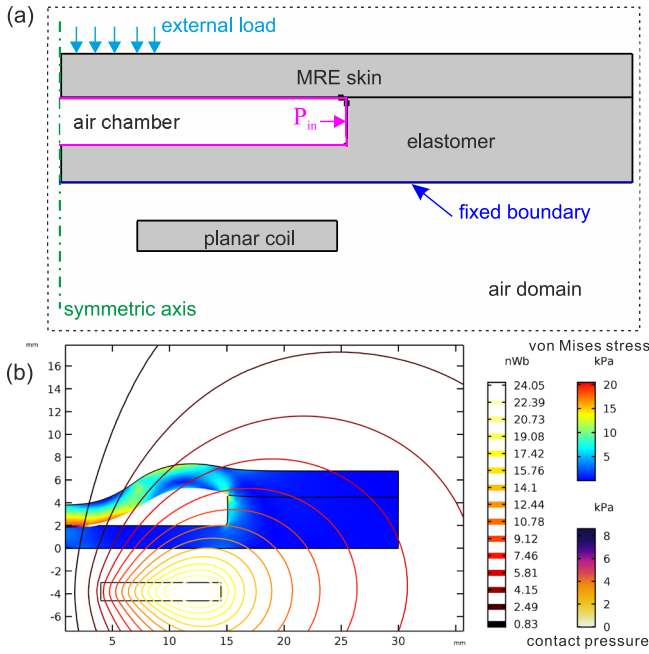 (a)
external load
MRE skin
air chamber
P_in
elastomer
fixed boundary
planar coil
air domain
symmetric axis
(b)
mm
16
14
12
10
8
6
4
2
0
-2
-4
-6
5
10
15
20
25
30
mm
nWb
24.05
22.39
20.73
19.08
17.42
15.76
14.1
12.44
10.78
9.12
7.46
5.81
4.15
2.49
0.83
von Mises stress
kPa
20
15
10
5
kPa
8
6
4
2
0
contact pressure